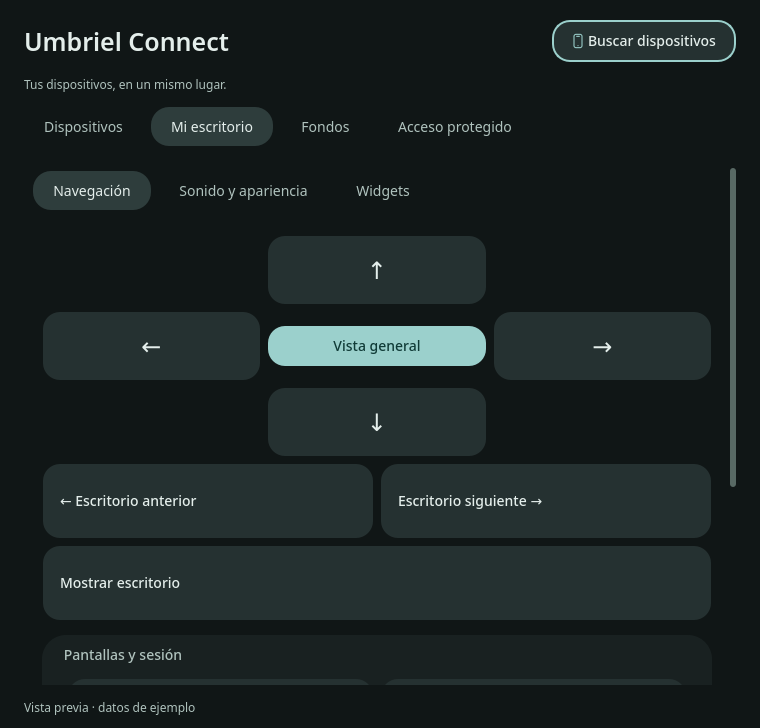 Umbriel Connect
Buscar dispositivos
Tus dispositivos, en un mismo lugar.
Dispositivos Mi escritorio Fondos Acceso protegido
Navegación Sonido y apariencia Widgets
↑
← Vista general →
↓
← Escritorio anterior Escritorio siguiente →
Mostrar escritorio
Pantallas y sesión
Vista previa · datos de ejemplo